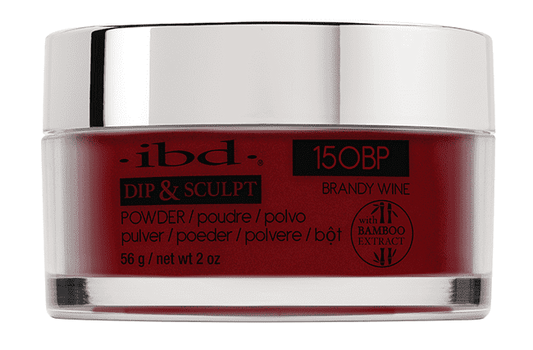 ·ibd·®
DIP & SCULPT
POWDER / poudre / polvo
pulver / poeder / polvere / bột
56 g / net wt 2 oz
150BP
BRANDY WINE
with
BAMBOO
EXTRACT